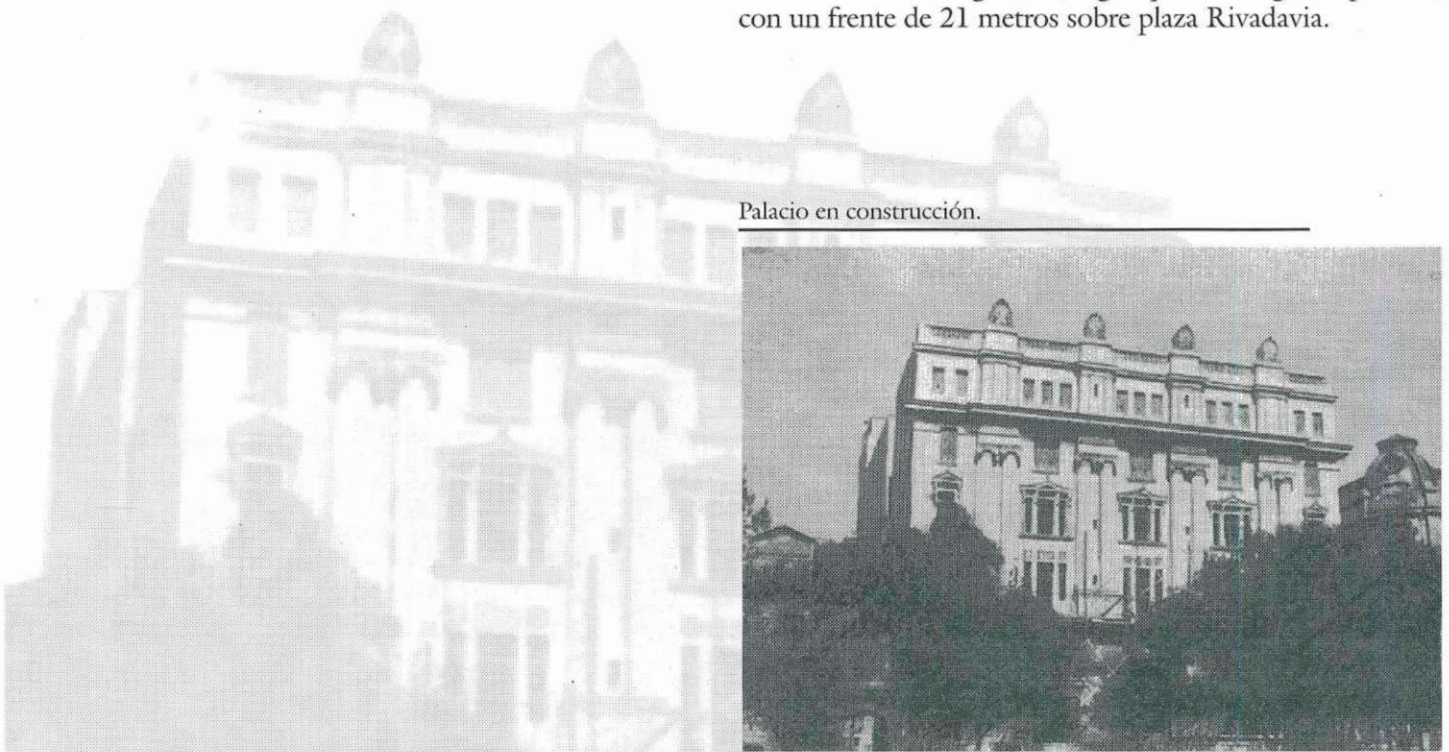 con un frente de 21 metros sobre plaza Rivadavia.
Palacio en construcción.